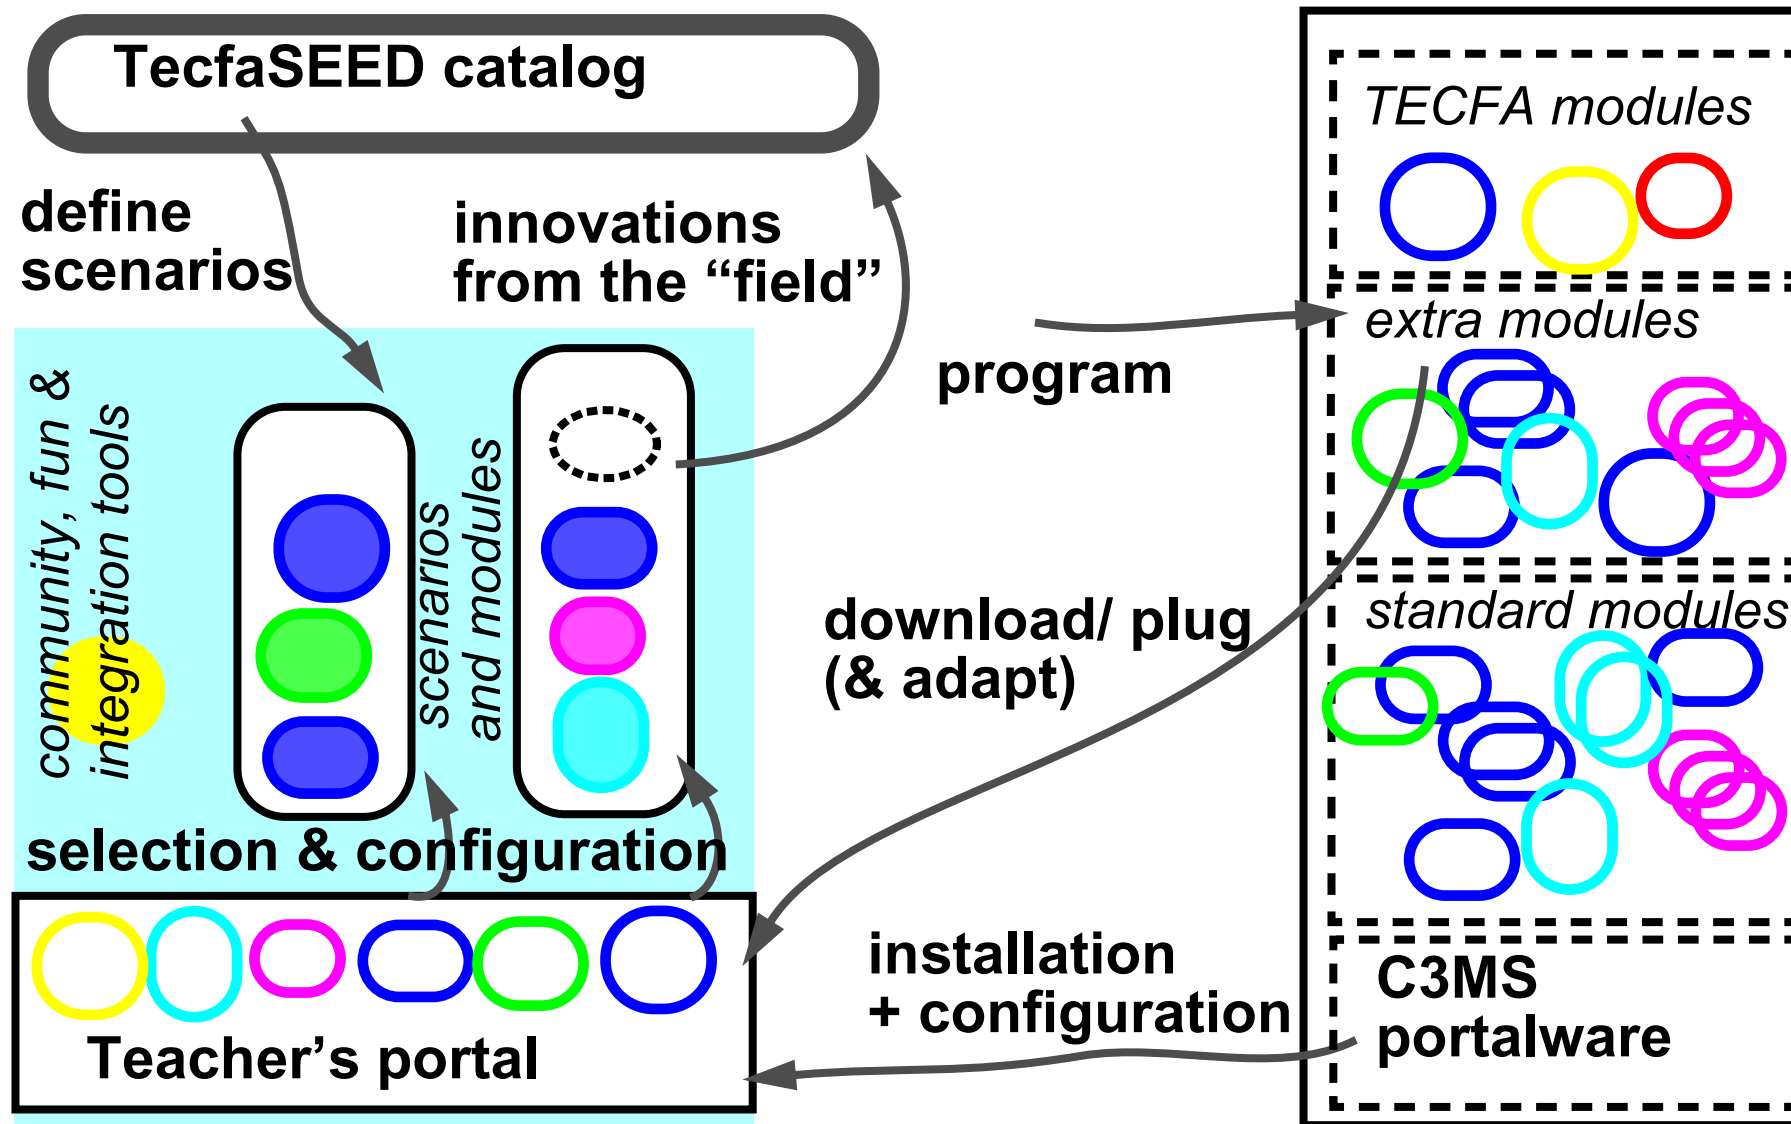 TecfaSEED catalog
define
scenarios
innovations
from the “field”
community, fun &
integration tools
scenarios
and modules
selection & configuration
Teacher’s portal
program
download/ plug
(& adapt)
installation
+ configuration
TECFA modules
extra modules
standard modules
C3MS
portalware